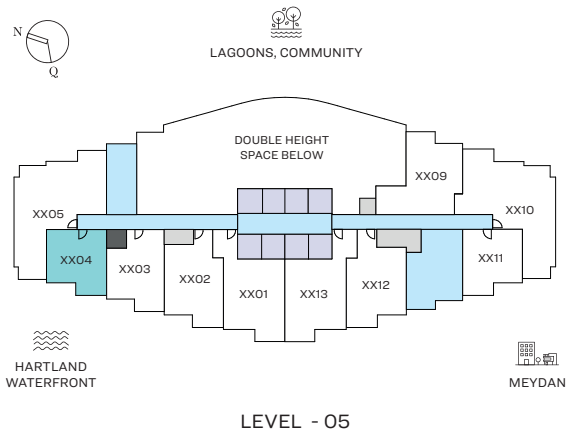 N
Q
LAGOONS, COMMUNITY
DOUBLE HEIGHT
SPACE BELOW
XX09
XX05
XX10
XX04
XX03
XX02
XX01
XX13
XX12
XX11
HARTLAND
WATERFRONT
MEYDAN
LEVEL - 05